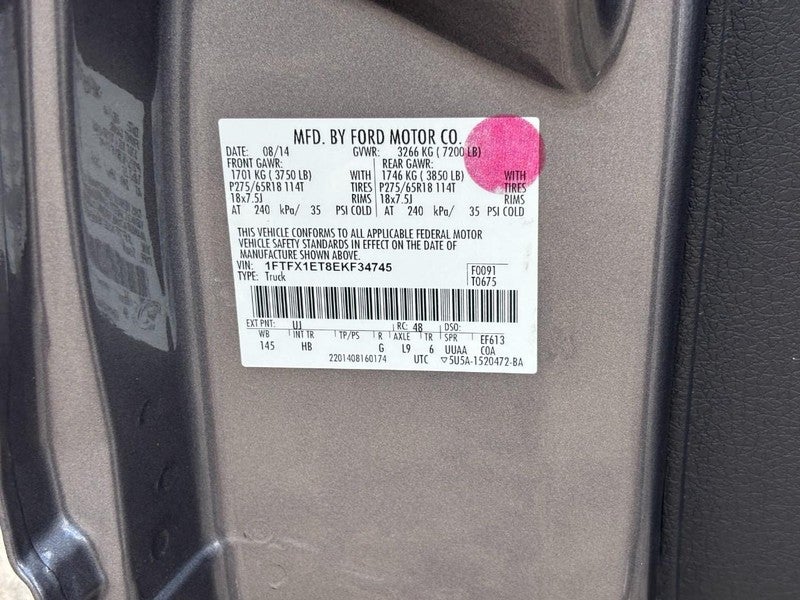 MFD. BY FORD MOTOR CO.
DATE: 08/14 GVWR: 3266 KG ( 7200 LB)
FRONT GAWR: REAR GAWR:
1701 KG ( 3750 LB) WITH 1746 KG ( 3850 LB) WITH
P275/65R18 114T TIRES P275/65R18 114T TIRES
18x7.5J RIMS 18x7.5J RIMS
AT 240 kPa/ 35 PSI COLD AT 240 kPa/ 35 PSI COLD
THIS VEHICLE CONFORMS TO ALL APPLICABLE FEDERAL MOTOR
VEHICLE SAFETY STANDARDS IN EFFECT ON THE DATE OF
MANUFACTURE SHOWN ABOVE.
VIN: 1FTFX1ET8EKF34745 F0091
TYPE: Truck T0675
EXT PNT: UJ RC: 48 DSO:
WB INT TR TP/PS R AXLE TR SPR EF613
145 HB G L9 6 UUAA COA
2201408160174 UTC ▽5U5A-1520472-BA